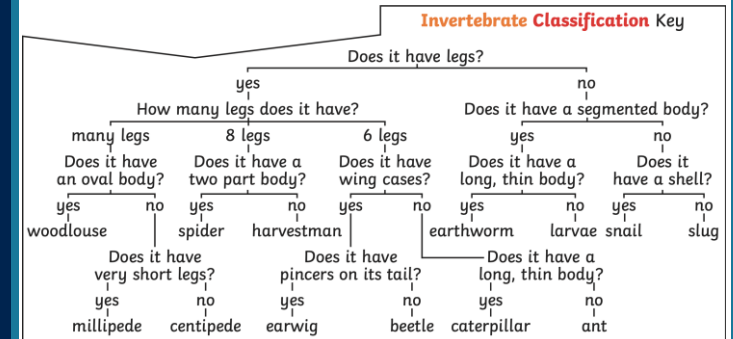 Invertebrate Classification Key
Does it have legs?
yes no
How many legs does it have? Does it have a segmented body?
many legs 8 legs 6 legs yes no
Does it have Does it have a Does it have Does it have a Does it
an oval body? two part body? wing cases? long, thin body? have a shell?
yes no yes no yes no yes no yes no
woodlouse spider harvestman earthworm larvae snail slug
Does it have Does it have Does it have a
very short legs? pincers on its tail? long, thin body?
yes no yes no yes no
millipede centipede earwig beetle caterpillar ant